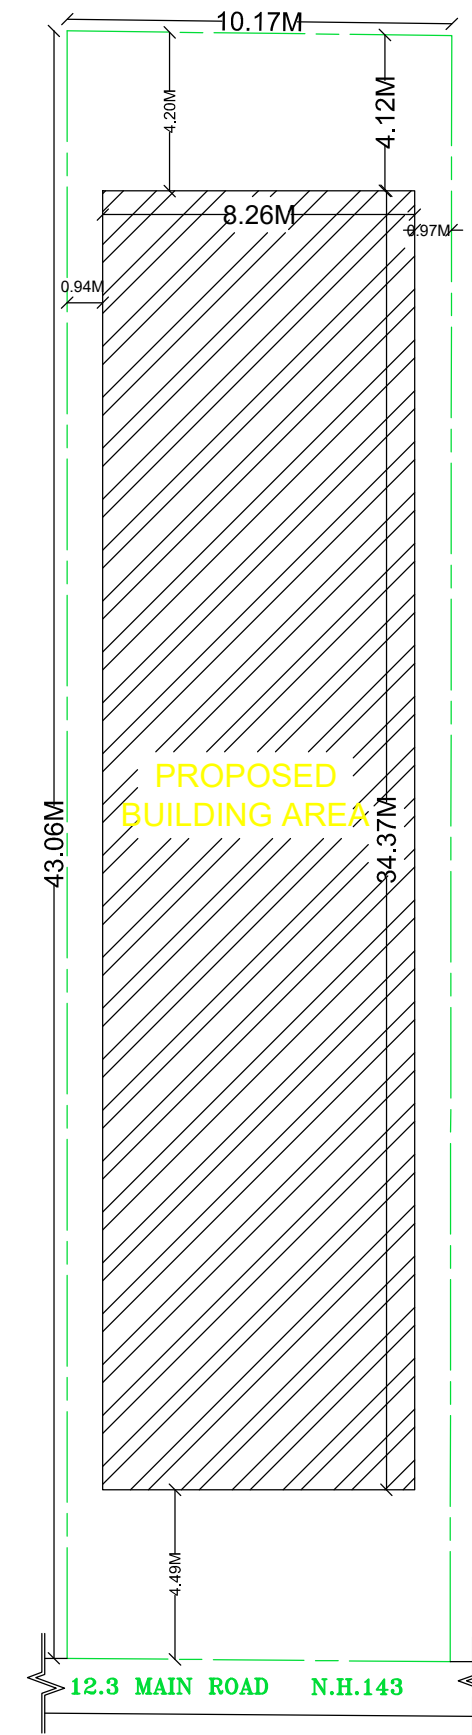 10.17M
4.20M
4.12M
8.26M
0.97M
0.94M
PROPOSED
BUILDING AREA
43.06M
34.37M
4.49M
12.3 MAIN ROAD N.H.143